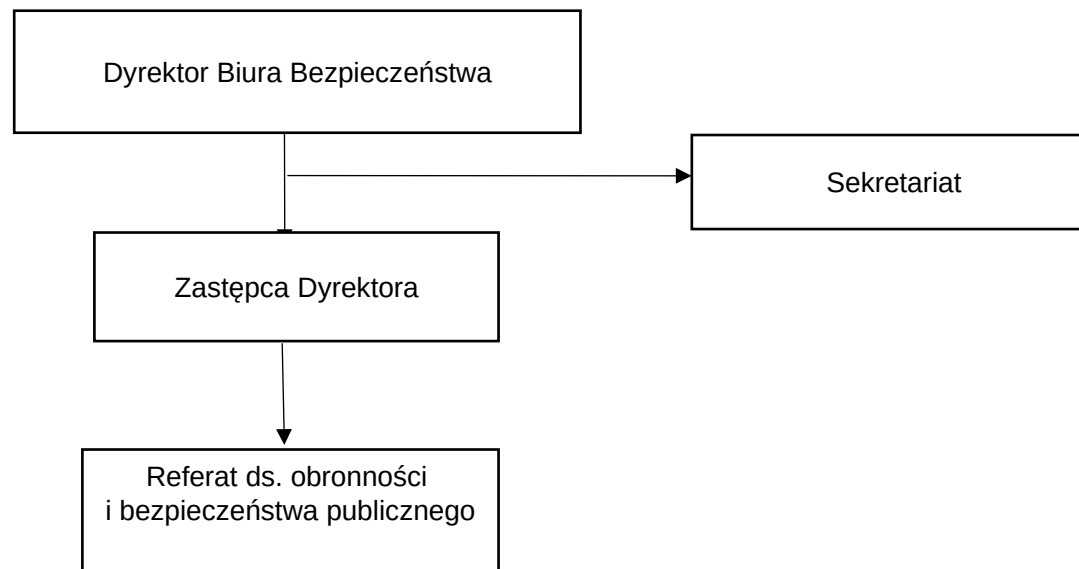 Dyrektor Biura Bezpieczeństwa
Sekretariat
Zastępca Dyrektora
Referat ds. obronności
i bezpieczeństwa publicznego